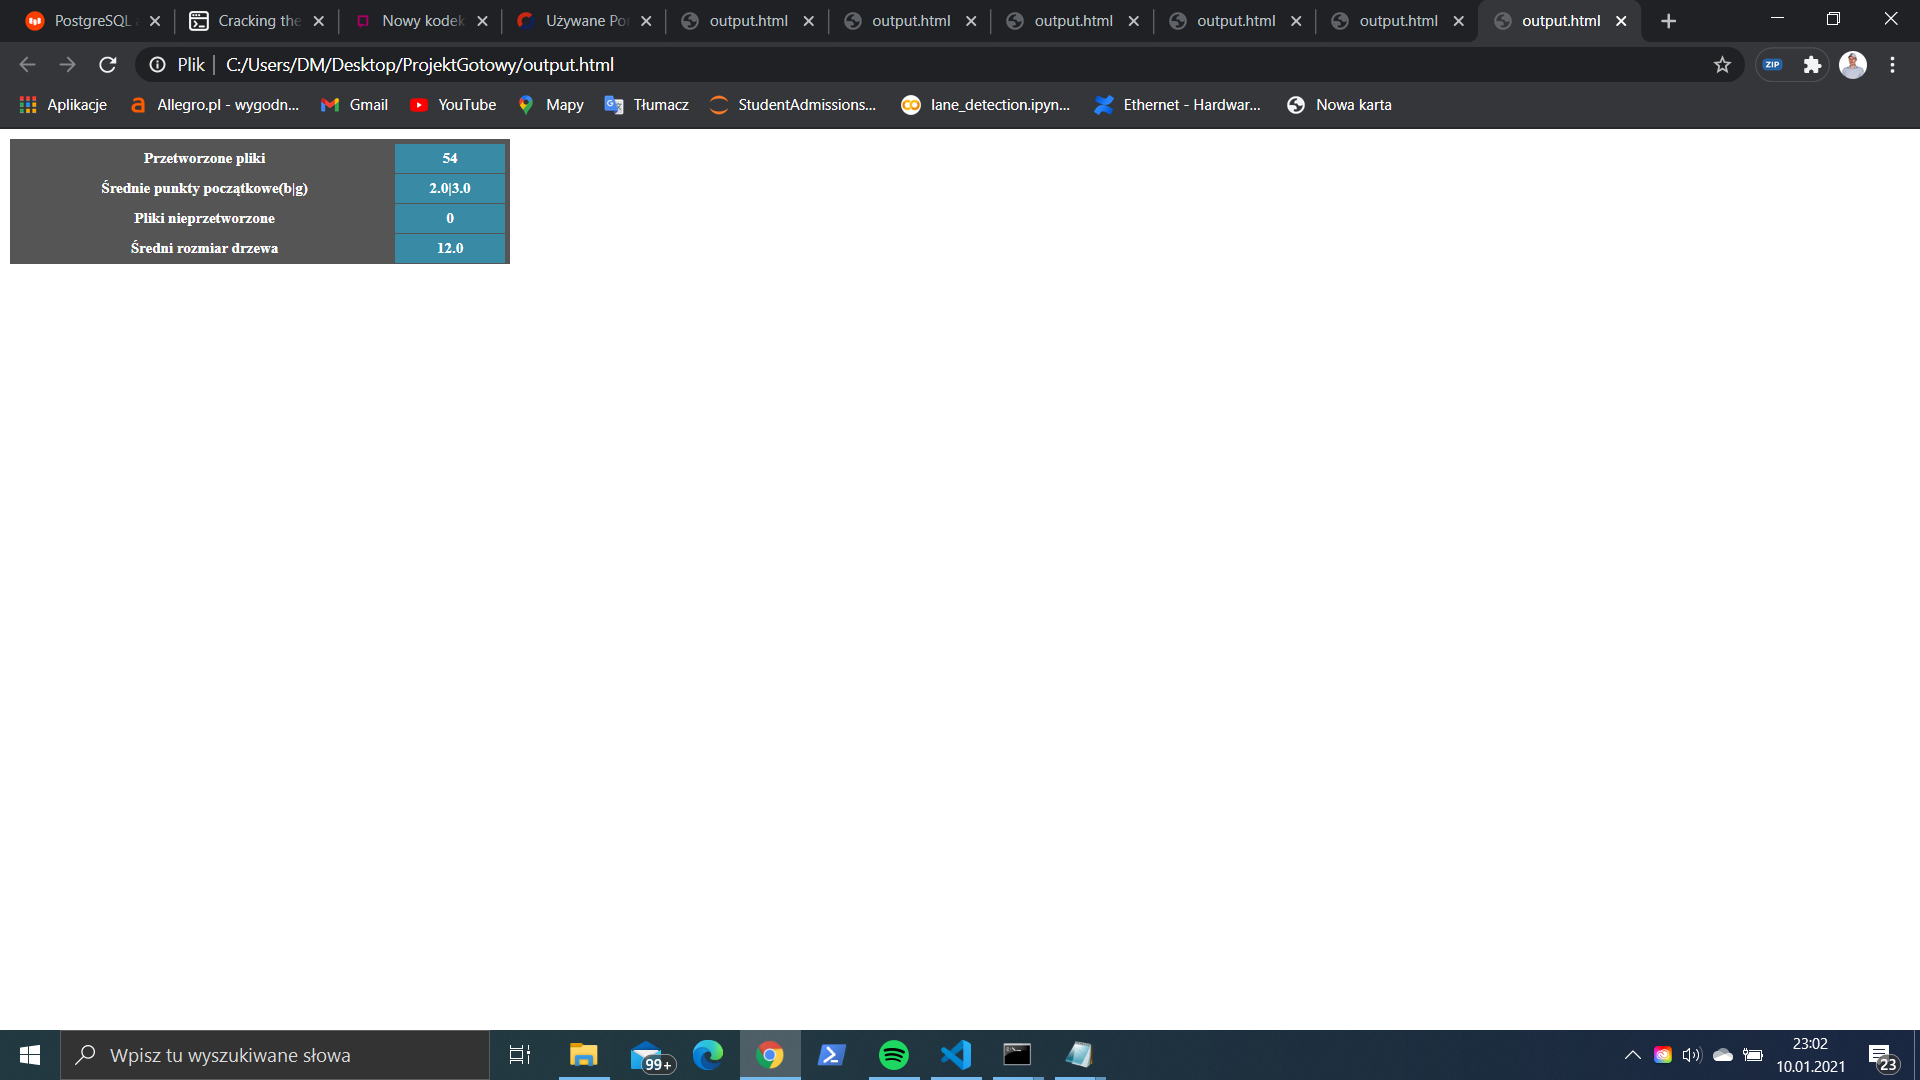 PostgreSQL
Cracking the
Nowy kodek
Używane Por
output.html
output.html
output.html
output.html
output.html
output.html
Plik
C:/Users/DM/Desktop/ProjektGotowy/output.html
ZIP
Aplikacje
Allegro.pl - wygodn...
Gmail
YouTube
Mapy
Tłumacz
StudentAdmissions...
lane_detection.ipyn...
Ethernet - Hardwar...
Nowa karta
Przetworzone pliki 54
Średnie punkty początkowe(b|g) 2.0|3.0
Pliki nieprzetworzone 0
Średni rozmiar drzewa 12.0
Wpisz tu wyszukiwane słowa
99+
23:02
10.01.2021
23